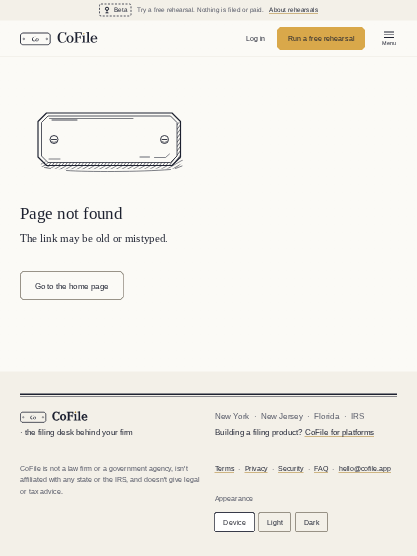 Beta Try a free rehearsal. Nothing is filed or paid. About rehearsals
Co CoFile Log in Run a free rehearsal Menu
Page not found
The link may be old or mistyped.
Go to the home page
Co CoFile
· the filing desk behind your firm
New York · New Jersey · Florida · IRS
Building a filing product? CoFile for platforms
CoFile is not a law firm or a government agency, isn't
affiliated with any state or the IRS, and doesn't give legal
or tax advice.
Terms · Privacy · Security · FAQ · hello@cofile.app
Appearance
Device Light Dark